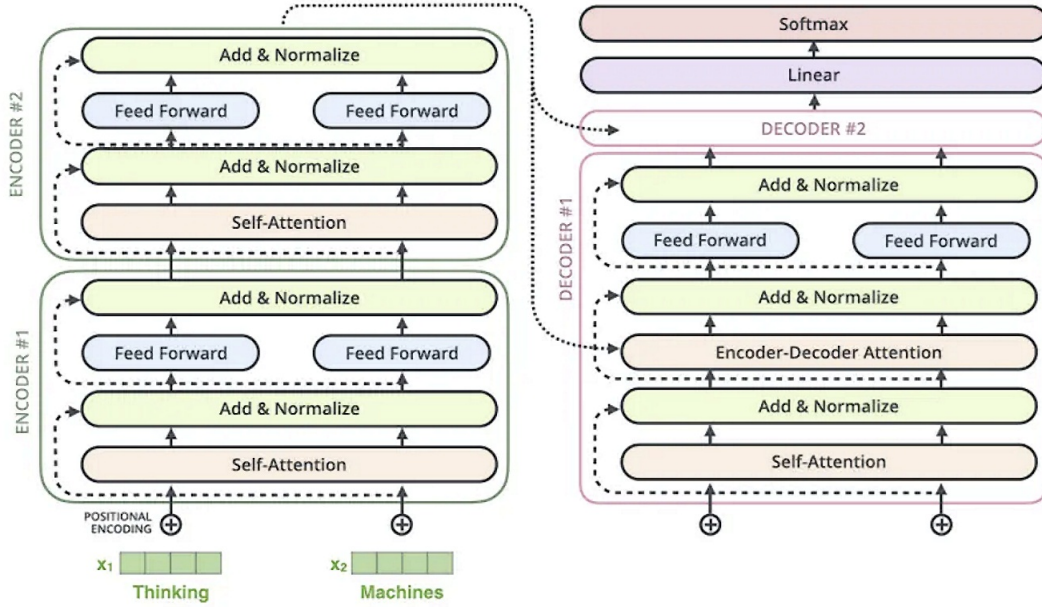 ENCODER #2
Add & Normalize
Feed Forward
Feed Forward
Add & Normalize
Self-Attention
ENCODER #1
Add & Normalize
Feed Forward
Feed Forward
Add & Normalize
Self-Attention
POSITIONAL
ENCODING
x1
x2
Thinking
Machines
Softmax
Linear
DECODER #2
DECODER #1
Add & Normalize
Feed Forward
Feed Forward
Add & Normalize
Encoder-Decoder Attention
Add & Normalize
Self-Attention